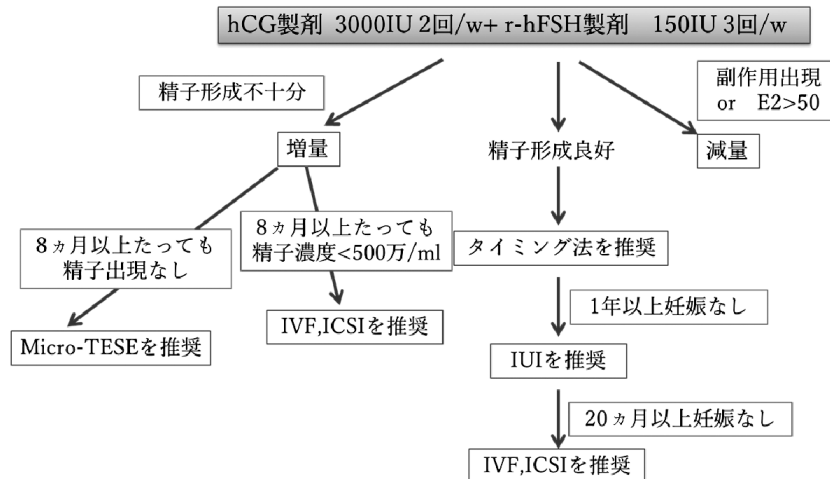 hCG製剤 3000IU 2回/w+ r-hFSH製剤 150IU 3回/w
精子形成不十分
副作用出現
or E2>50
増量
精子形成良好
減量
8ヵ月以上たっても
精子出現なし
8ヵ月以上たっても
精子濃度<500万/ml
タイミング法を推奨
Micro-TESEを推奨
IVF,ICSIを推奨
1年以上妊娠なし
IUIを推奨
20ヵ月以上妊娠なし
IVF,ICSIを推奨